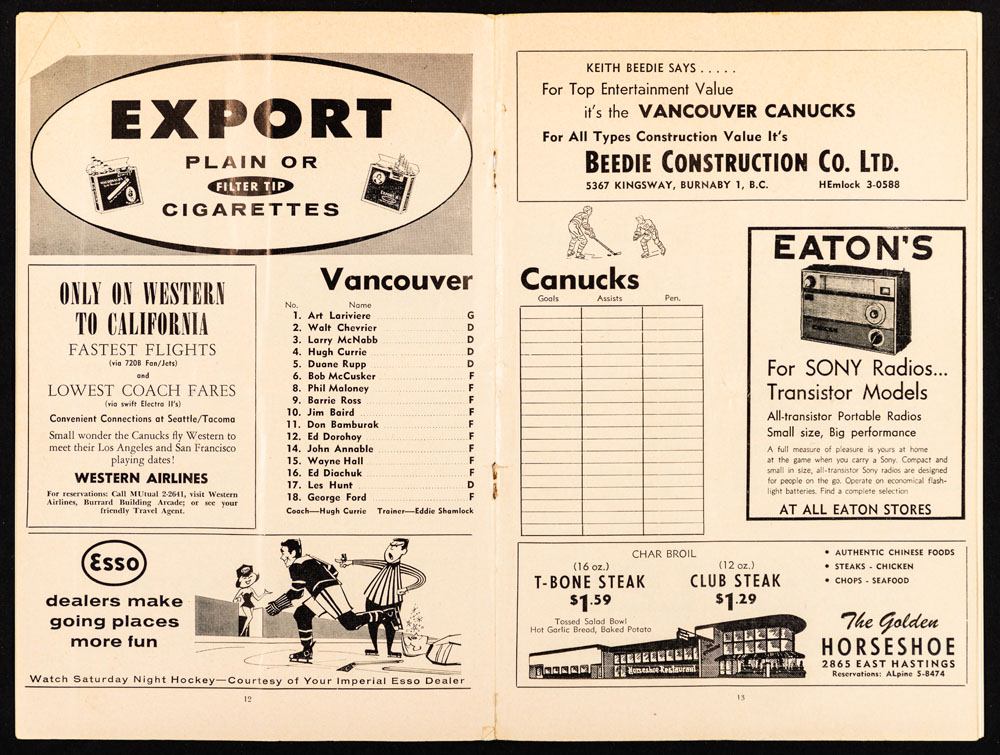 EXPORT
PLAIN OR
FILTER TIP
CIGARETTES
ONLY ON WESTERN
TO CALIFORNIA
FASTEST FLIGHTS
(via 720B Fan/Jets)
and
LOWEST COACH FARES
(via swift Electra II's)
Convenient Connections at Seattle/Tacoma
Small wonder the Canucks fly Western to
meet their Los Angeles and San Francisco
playing dates!
WESTERN AIRLINES
For reservations: Call MUtual 2-2641, visit Western
Airlines, Burrard Building Arcade; or see your
friendly Travel Agent.
Vancouver
No. Name
1. Art Lariviere G
2. Walt Chevrier D
3. Larry McNabb D
4. Hugh Currie D
5. Duane Rupp D
6. Bob McCusker F
8. Phil Maloney F
9. Barrie Ross F
10. Jim Baird F
11. Don Bamburak F
12. Ed Dorohoy F
14. John Annable F
15. Wayne Hall F
16. Ed Diachuk F
17. Les Hunt D
18. George Ford F
Coach—Hugh Currie Trainer—Eddie Shamlock
Esso
dealers make
going places
more fun
Watch Saturday Night Hockey—Courtesy of Your Imperial Esso Dealer
12
KEITH BEEDIE SAYS . . . . .
For Top Entertainment Value
it's the VANCOUVER CANUCKS
For All Types Construction Value It's
BEEDIE CONSTRUCTION CO. LTD.
5367 KINGSWAY, BURNABY 1, B.C. HEmlock 3-0588
Canucks
Goals Assists Pen.
EATON'S
For SONY Radios...
Transistor Models
All-transistor Portable Radios
Small size, Big performance
A full measure of pleasure is yours at home
at the game when you carry a Sony. Compact and
small in size, all-transistor Sony radios are designed
for people on the go. Operate on economical flash-
light batteries. Find a complete selection
AT ALL EATON STORES
CHAR BROIL
(16 oz.)
T-BONE STEAK
$1.59
(12 oz.)
CLUB STEAK
$1.29
Tossed Salad Bowl
Hot Garlic Bread, Baked Potato
Horseshoe Restaurant
• AUTHENTIC CHINESE FOODS
• STEAKS - CHICKEN
• CHOPS - SEAFOOD
The Golden
HORSESHOE
2865 EAST HASTINGS
Reservations: ALpine 5-8474
13